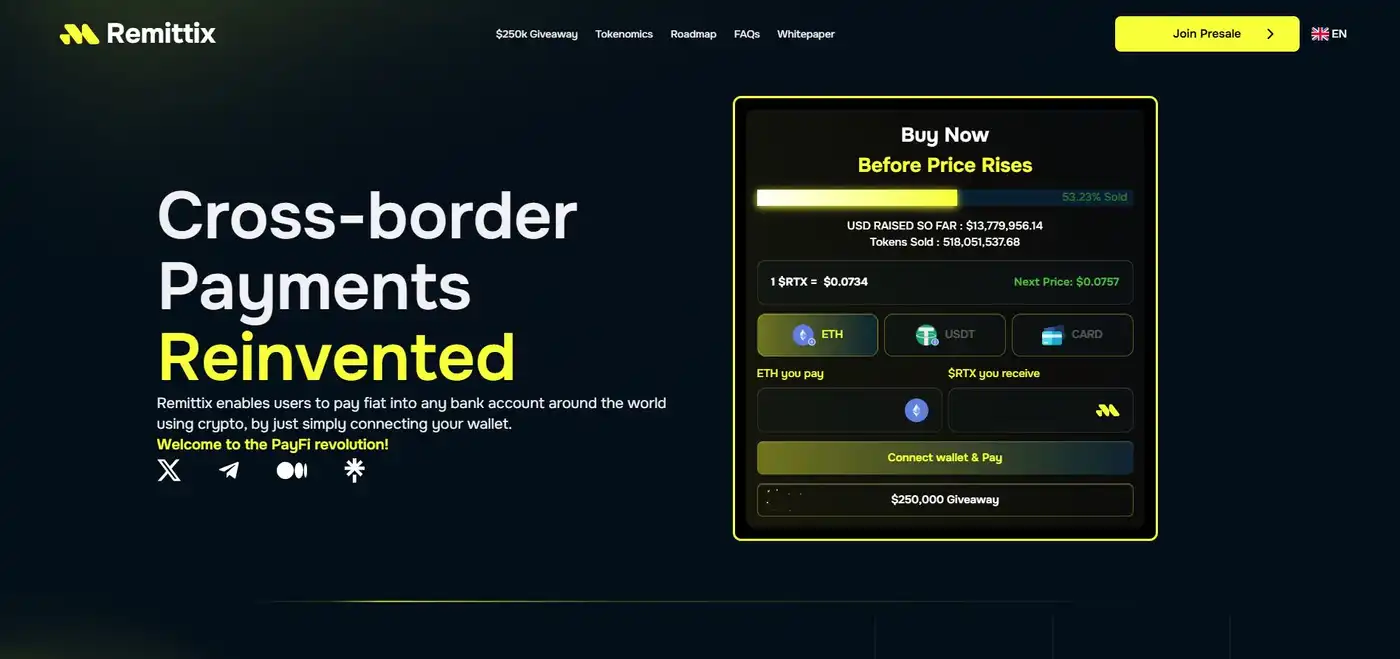 Remittix
$250k Giveaway Tokenomics Roadmap FAQs Whitepaper
Join Presale
EN
Cross-border
Payments
Reinvented
Remittix enables users to pay fiat into any bank account around the world
using crypto, by just simply connecting your wallet.
Welcome to the PayFi revolution!
Buy Now
Before Price Rises
53.23% Sold
USD RAISED SO FAR : $13,779,956.14
Tokens Sold : 518,051,537.68
1 $RTX = $0.0734 Next Price: $0.0757
ETH USDT CARD
ETH you pay $RTX you receive
Connect wallet & Pay
$250,000 Giveaway